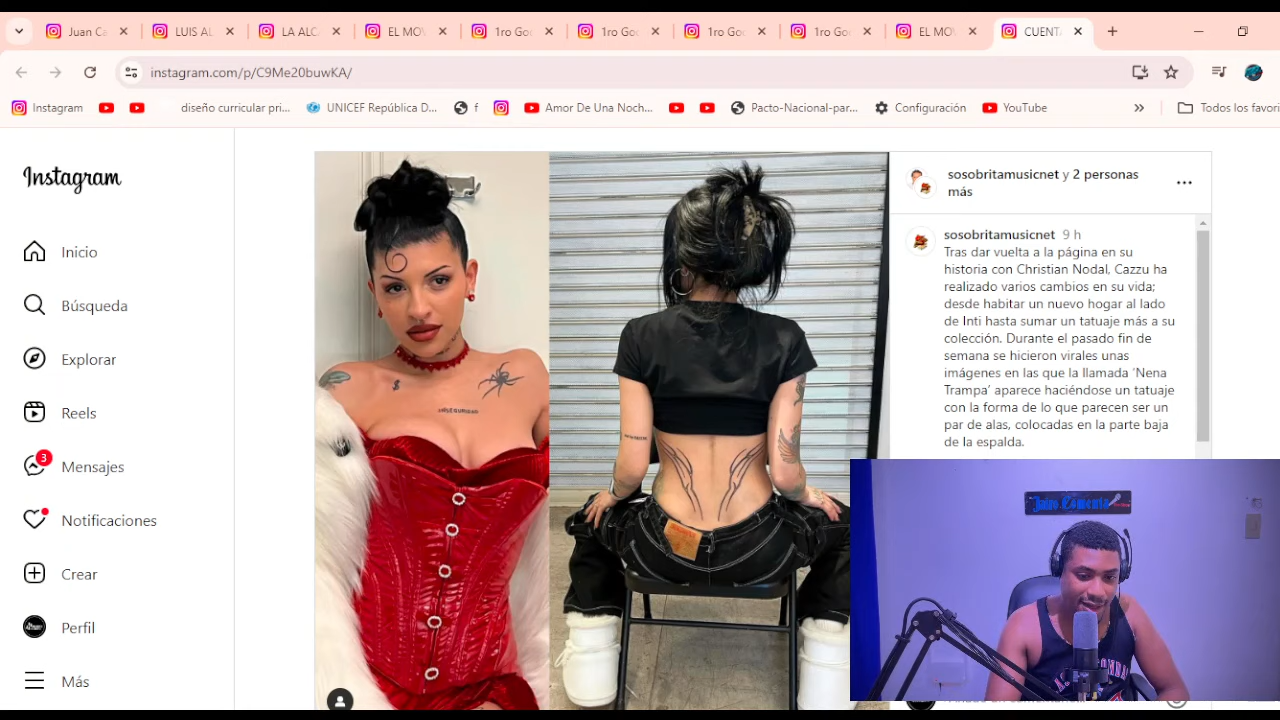 Juan Ca
LUIS AL
LA ALC
EL MOV
1ro Goo
1ro Goo
1ro Goo
1ro Goo
EL MOV
CUENT
instagram.com/p/C9Me20buwKA/
Instagram
diseño curricular pri...
UNICEF República D...
f
Amor De Una Noch...
Pacto-Nacional-par...
Configuración
YouTube
Todos los favori
Instagram
Inicio
Búsqueda
Explorar
Reels
3
Mensajes
Notificaciones
Crear
Perfil
Más
sosobritamusicnet y 2 personas
más
sosobritamusicnet 9 h
Tras dar vuelta a la página en su
historia con Christian Nodal, Cazzu ha
realizado varios cambios en su vida;
desde habitar un nuevo hogar al lado
de Inti hasta sumar un tatuaje más a su
colección. Durante el pasado fin de
semana se hicieron virales unas
imágenes en las que la llamada ‘Nena
Trampa’ aparece haciéndose un tatuaje
con la forma de lo que parecen ser un
par de alas, colocadas en la parte baja
de la espalda.
Jairo Comenta